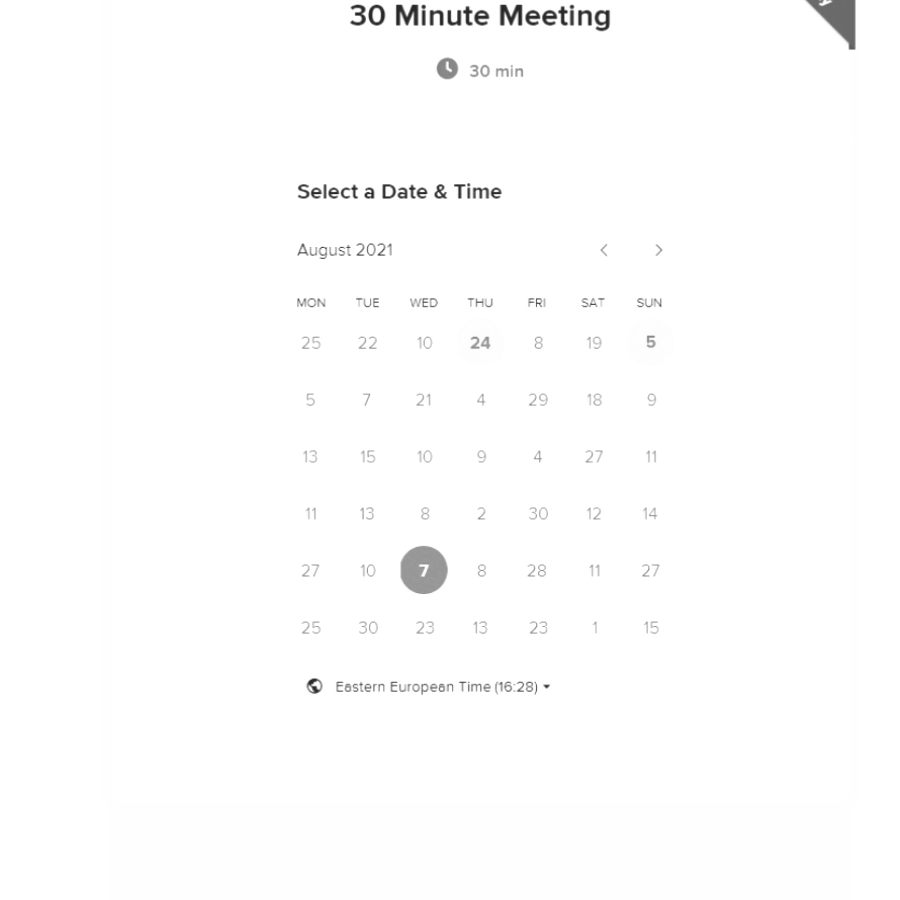 30 Minute Meeting
30 min
Select a Date & Time
August 2021
MON TUE WED THU FRI SAT SUN
25 22 10 24 8 19 5
5 7 21 4 29 18 9
13 15 10 9 4 27 11
11 13 8 2 30 12 14
27 10 7 8 28 11 27
25 30 23 13 23 1 15
Eastern European Time (16:28)